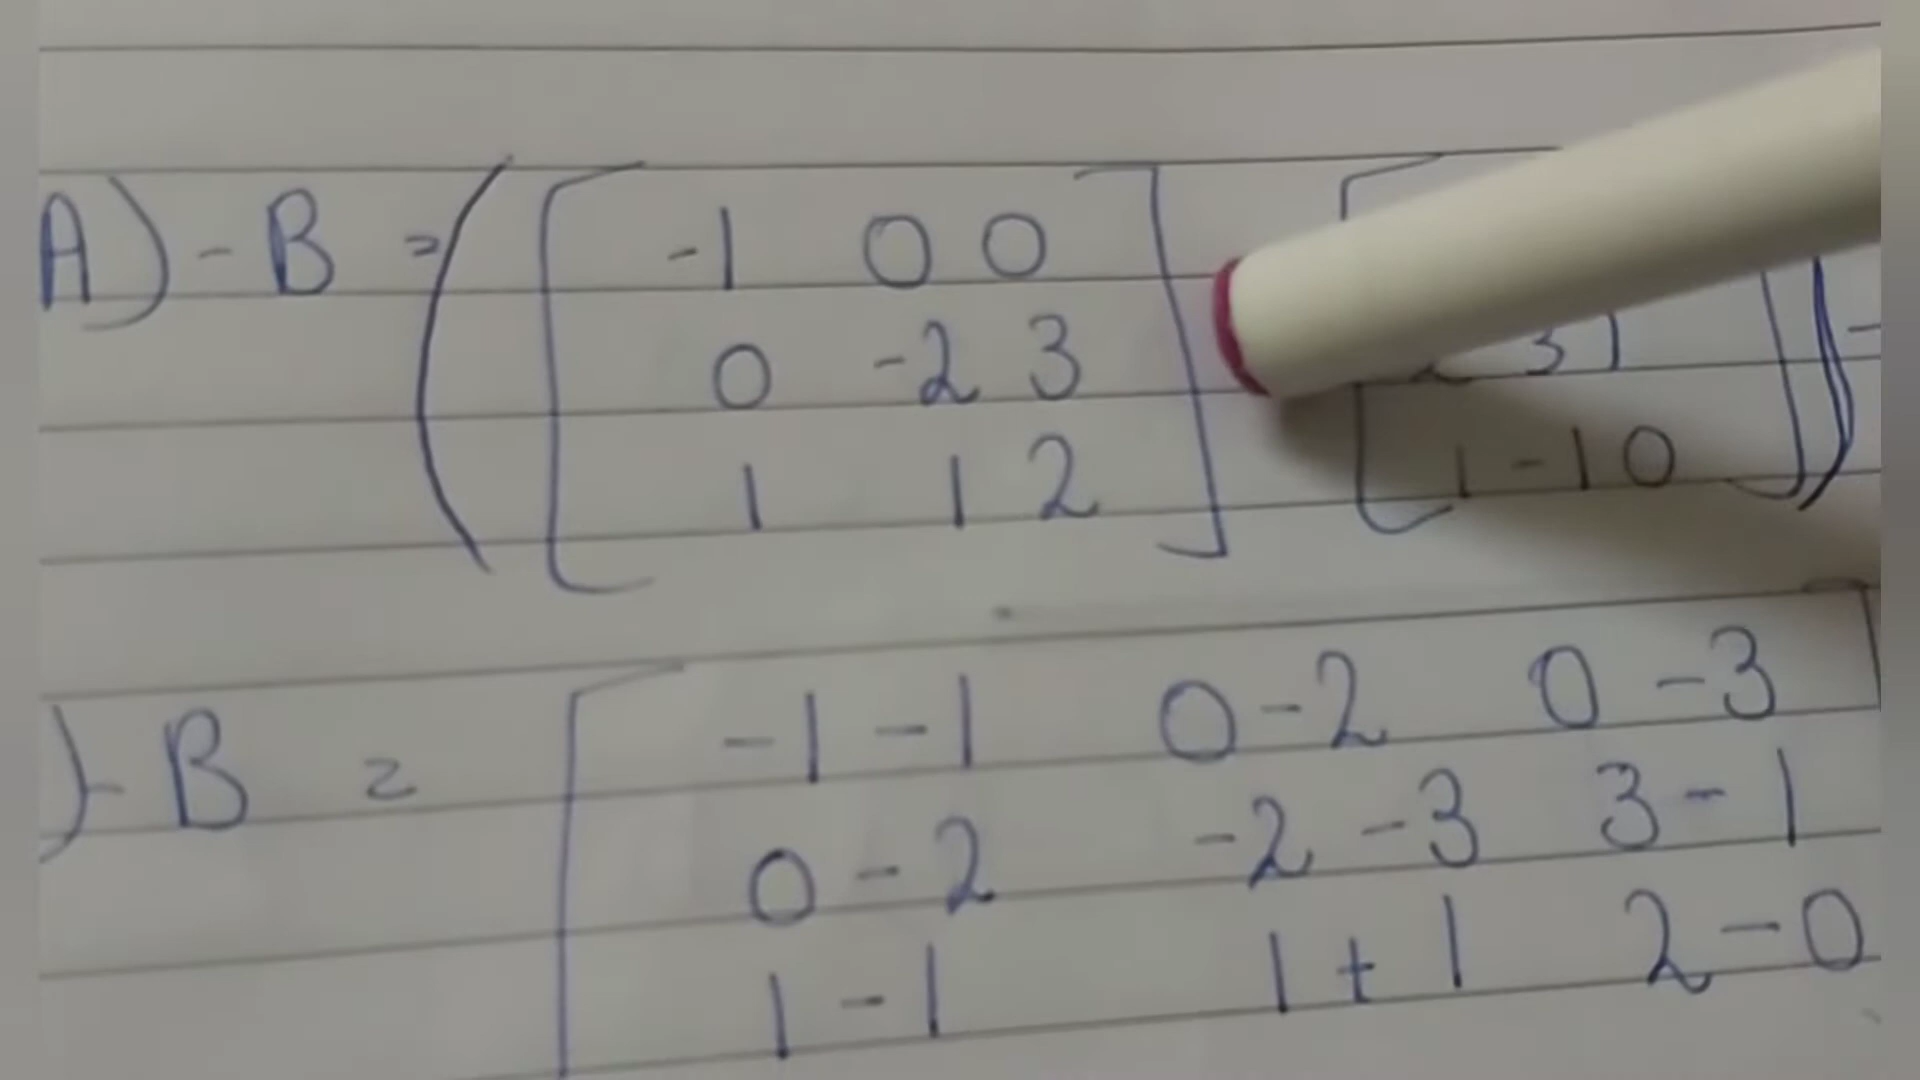 A) - B = ( [ -1 0 0
0 -2 3 3 1 ] ) -
1 1 2 ] [ 1 -1 0
) - B = [ -1 -1 0 - 2 0 - 3
0 - 2 -2 - 3 3 - 1
1 - 1 1 + 1 2 - 0